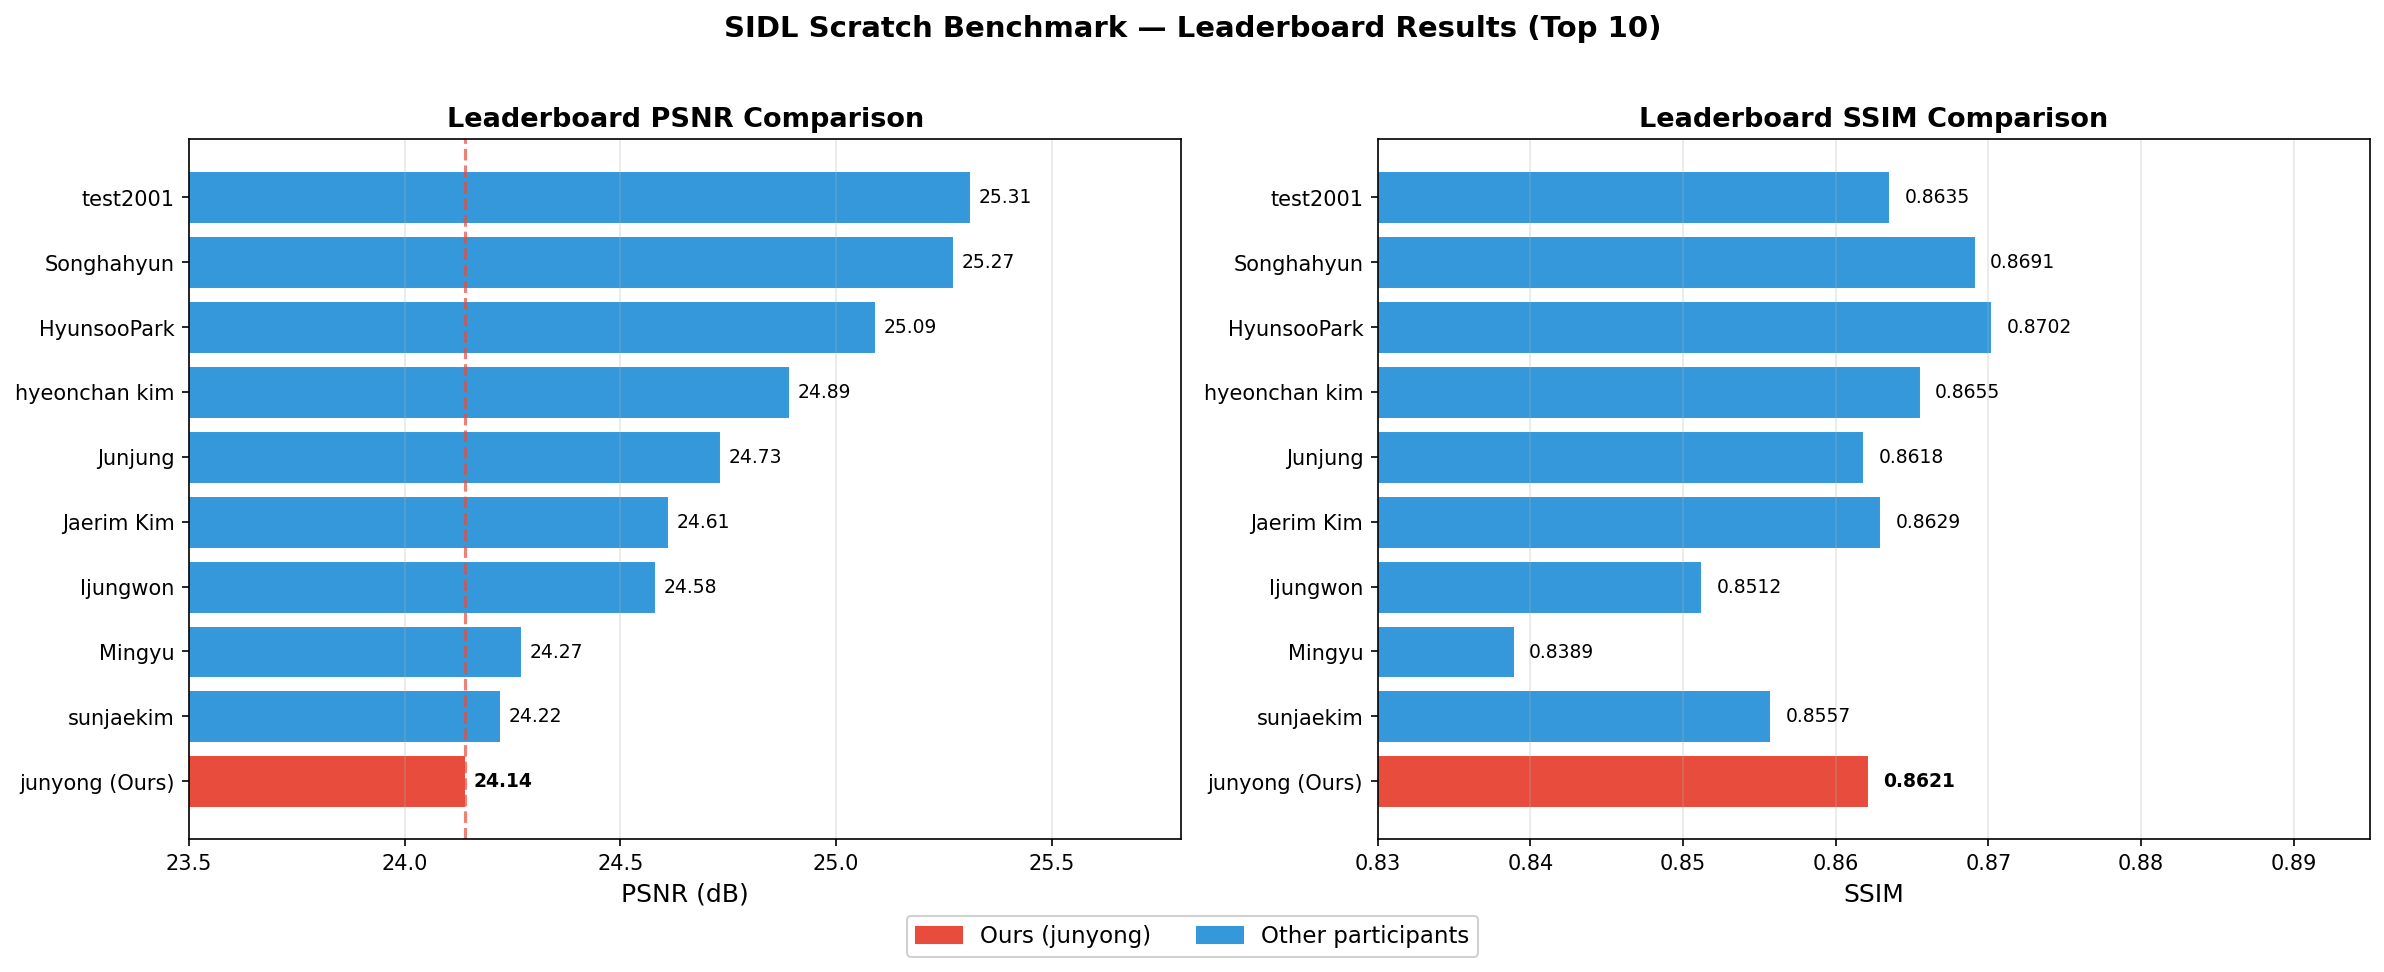 SIDL Scratch Benchmark — Leaderboard Results (Top 10)
Leaderboard PSNR Comparison
test2001
25.31
Songhahyun
25.27
HyunsooPark
25.09
hyeonchan kim
24.89
Junjung
24.73
Jaerim Kim
24.61
ljungwon
24.58
Mingyu
24.27
sunjaekim
24.22
junyong (Ours)
24.14
23.5 24.0 24.5 25.0 25.5
PSNR (dB)
Leaderboard SSIM Comparison
test2001
0.8635
Songhahyun
0.8691
HyunsooPark
0.8702
hyeonchan kim
0.8655
Junjung
0.8618
Jaerim Kim
0.8629
ljungwon
0.8512
Mingyu
0.8389
sunjaekim
0.8557
junyong (Ours)
0.8621
0.83 0.84 0.85 0.86 0.87 0.88 0.89
SSIM
Ours (junyong)
Other participants